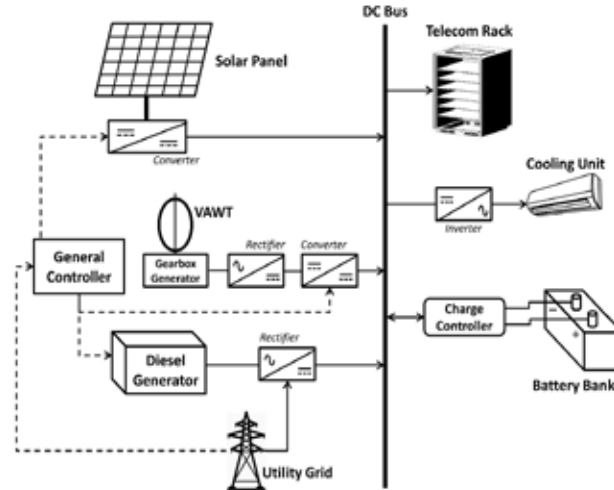 DC Bus
Telecom Rack
Solar Panel
Converter
Cooling Unit
VAWT
Inverter
General
Controller
Gearbox
Generator
Rectifier
Converter
Charge
Controller
Battery Bank
Rectifier
Diesel
Generator
Utility Grid